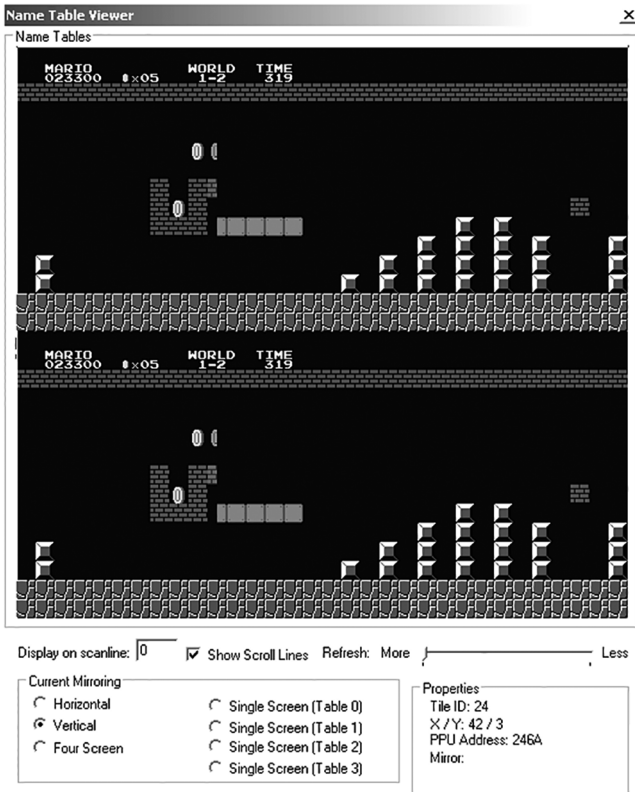 Name Table Viewer
Name Tables
MARIO WORLD TIME
023300 x05 1-2 319
MARIO WORLD TIME
023300 x05 1-2 319
Display on scanline: 0 Show Scroll Lines Refresh: More Less
Current Mirroring
Horizontal
Vertical
Four Screen
Single Screen (Table 0)
Single Screen (Table 1)
Single Screen (Table 2)
Single Screen (Table 3)
Properties
Tile ID: 24
X / Y: 42 / 3
PPU Address: 246A
Mirror: